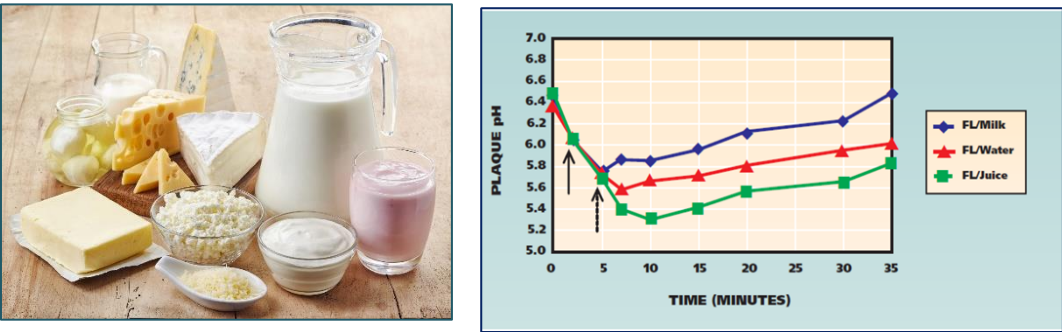 7.0
6.8
6.6
6.4
6.2
6.0
5.8
5.6
5.4
5.2
5.0
PLAQUE pH
0 5 10 15 20 25 30 35
TIME (MINUTES)
FL/Milk
FL/Water
FL/Juice